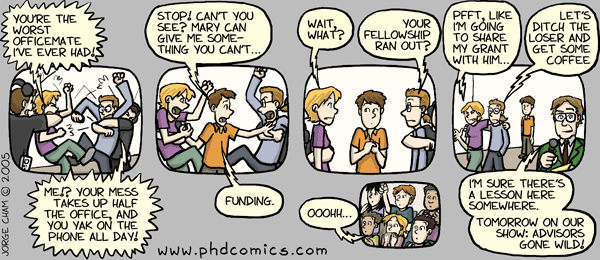 YOU'RE THE
WORST
OFFICEMATE
I'VE EVER HAD!
ME!? YOUR MESS
TAKES UP HALF
THE OFFICE, AND
YOU YAK ON THE
PHONE ALL DAY!
STOP! CAN'T YOU
SEE? MARY CAN
GIVE ME SOME-
THING YOU CAN'T...
FUNDING.
WAIT,
WHAT?
YOUR
FELLOWSHIP
RAN OUT?
OOOHH...
PFFT, LIKE
I'M GOING
TO SHARE
MY GRANT
WITH HIM...
LET'S
DITCH THE
LOSER AND
GET SOME
COFFEE
I'M SURE THERE'S
A LESSON HERE
SOMEWHERE.
TOMORROW ON OUR
SHOW: ADVISORS
GONE WILD!
JORGE CHAM © 2005
www.phdcomics.com